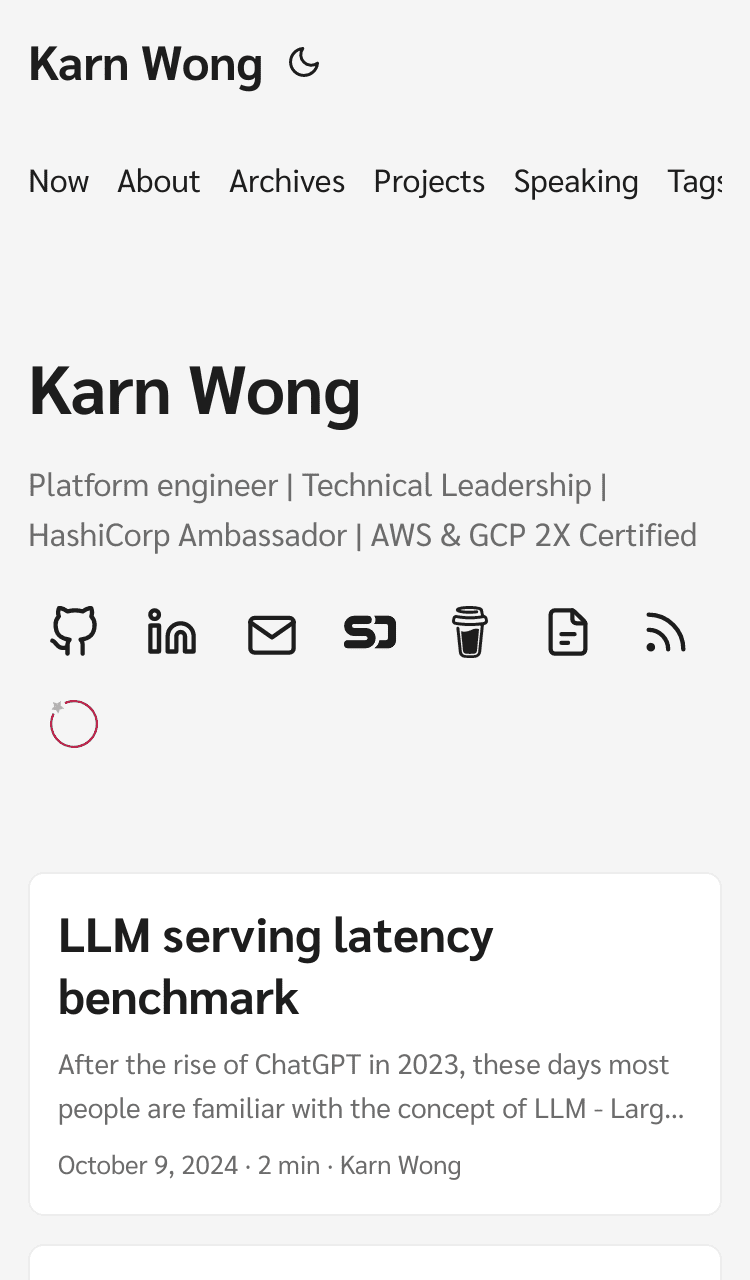 Karn Wong
Now About Archives Projects Speaking Tags
Karn Wong
Platform engineer | Technical Leadership |
HashiCorp Ambassador | AWS & GCP 2X Certified
LLM serving latency
benchmark
After the rise of ChatGPT in 2023, these days most
people are familiar with the concept of LLM - Larg...
October 9, 2024 · 2 min · Karn Wong